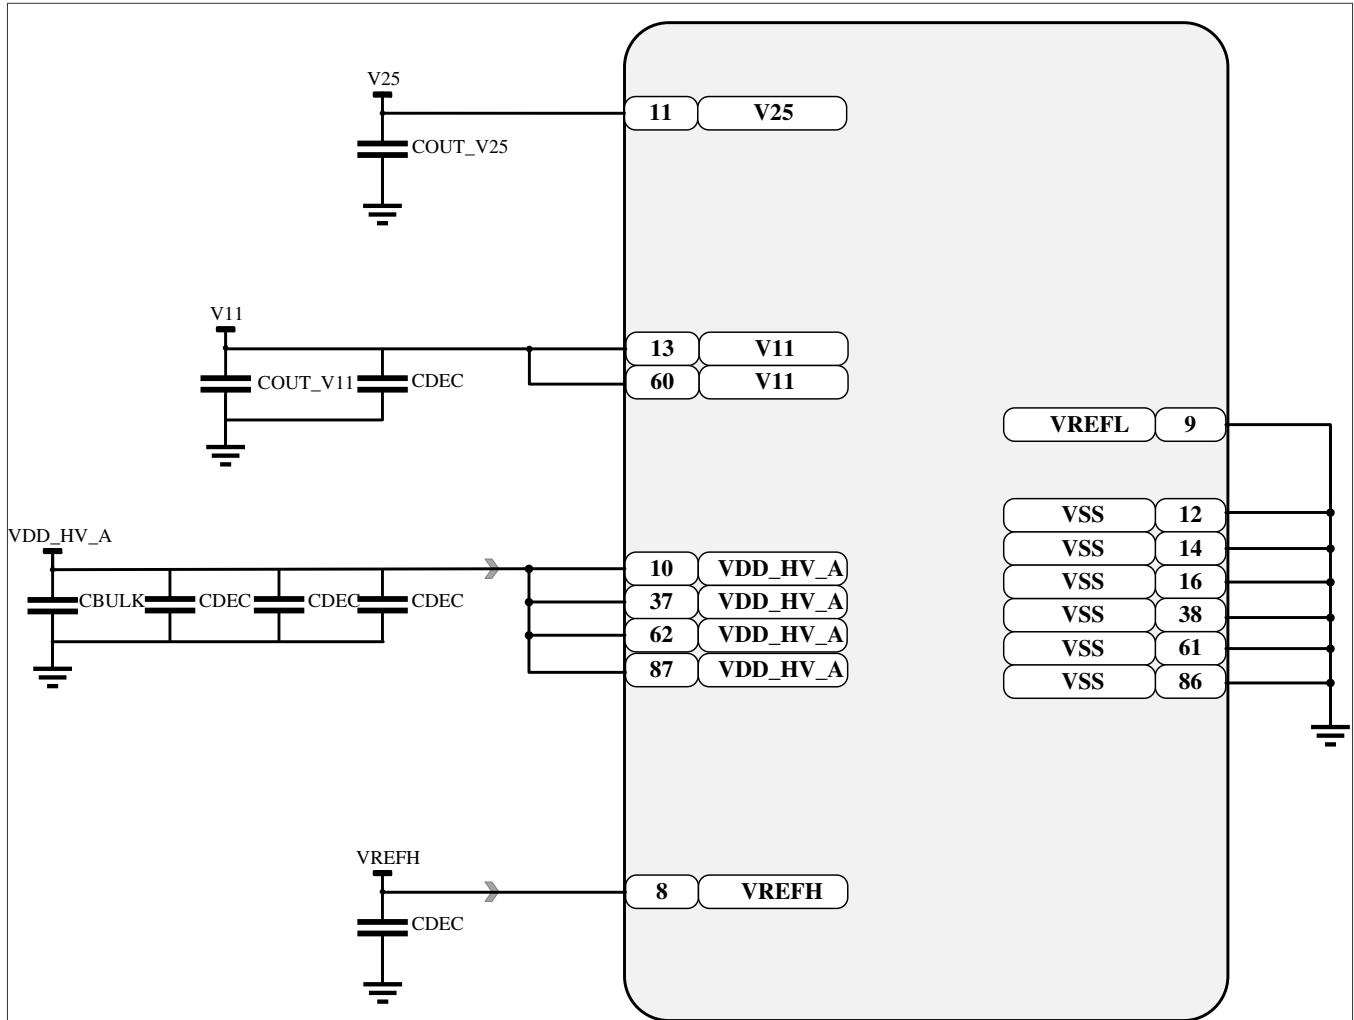 V25
11 V25
COUT_V25
V11
13 V11
COUT_V11 CDEC
60 V11
VREFL 9
VSS 12
VDD_HV_A
VSS 14
10 VDD_HV_A
VSS 16
CBULK CDEC CDEC CDEC
37 VDD_HV_A
VSS 38
62 VDD_HV_A
VSS 61
87 VDD_HV_A
VSS 86
VREFH
8 VREFH
CDEC